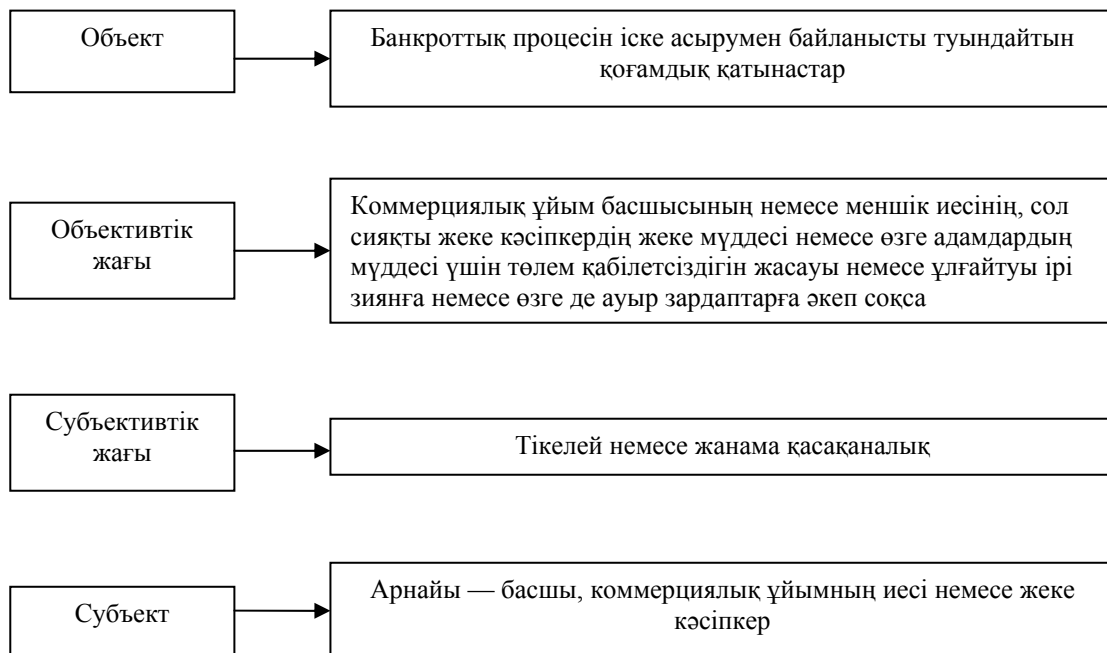 Объект
Банкроттық процесін іске асырумен байланысты туындайтын
қоғамдық қатынастар
Объективтік
жағы
Коммерциялық ұйым басшысының немесе меншік иесінің, сол
сияқты жеке кәсіпкердің жеке мүддесі немесе өзге адамдардың
мүддесі үшін төлем қабілетсіздігін жасауы немесе ұлғайтуы ірі
зиянға немесе өзге де ауыр зардаптарға әкеп соқса
Субъективтік
жағы
Тікелей немесе жанама қасақаналық
Субъект
Арнайы — басшы, коммерциялық ұйымның иесі немесе жеке
кәсіпкер